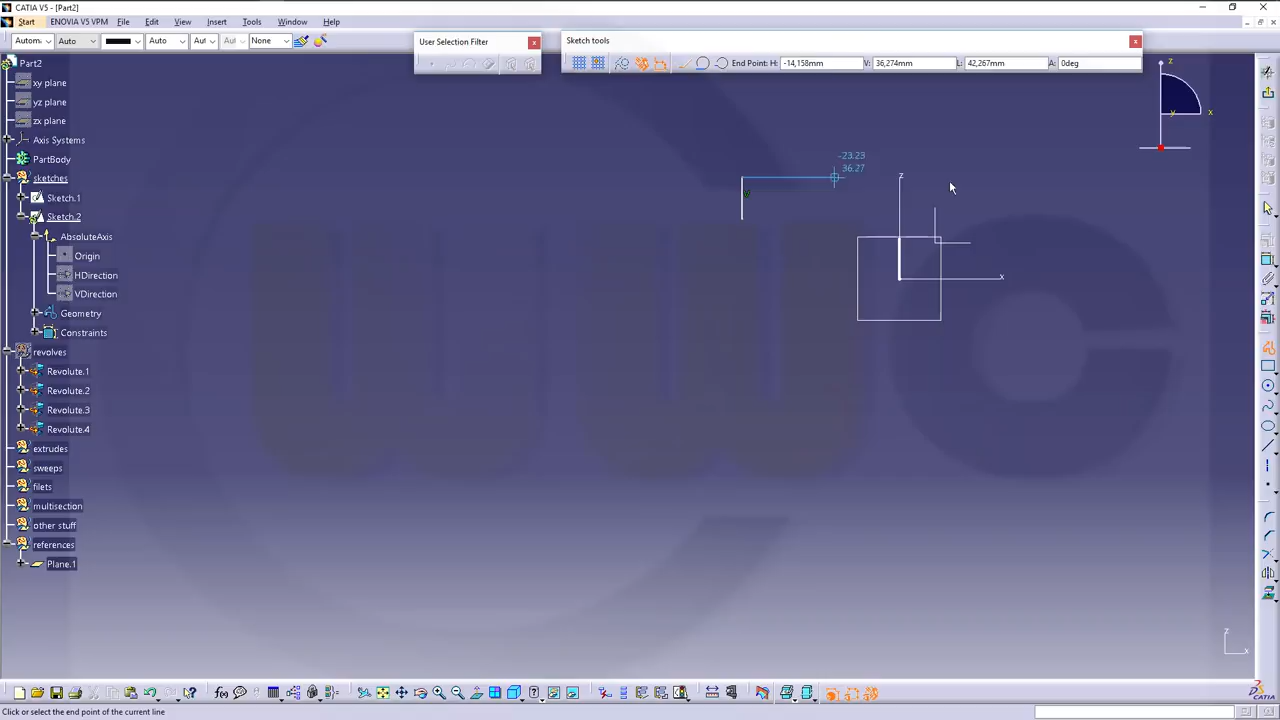 CATIA V5 - [Part2]
Start ENOVIA V5 VPM File Edit View Insert Tools Window Help
Autom: Auto Auto Aut Aut None
User Selection Filter
Sketch tools
End Point: H: -14,158mm V: 36,274mm L: 42,267mm A: 0deg
Part2
xy plane
yz plane
zx plane
Axis Systems
PartBody
sketches
Sketch.1
Sketch.2
AbsoluteAxis
Origin
HDirection
VDirection
Geometry
Constraints
revolves
Revolute.1
Revolute.2
Revolute.3
Revolute.4
extrudes
sweeps
filets
multisection
other stuff
references
Plane.1
-23.23
36.27
z
x
z
x
y
z
x
f(x)
CATIA
Click or select the end point of the current line